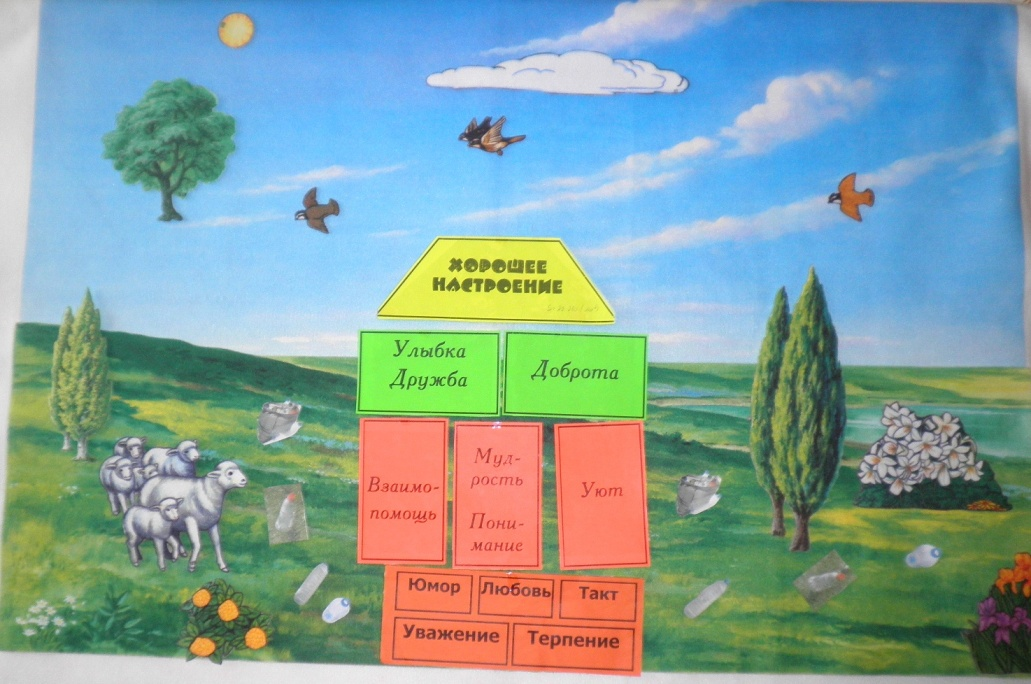 ХОРОШЕЕ
НАСТРОЕНИЕ
Улыбка
Дружба
Доброта
Взаимо-
помощь
Муд-
рость
Пони-
мание
Уют
Юмор
Любовь
Такт
Уважение
Терпение